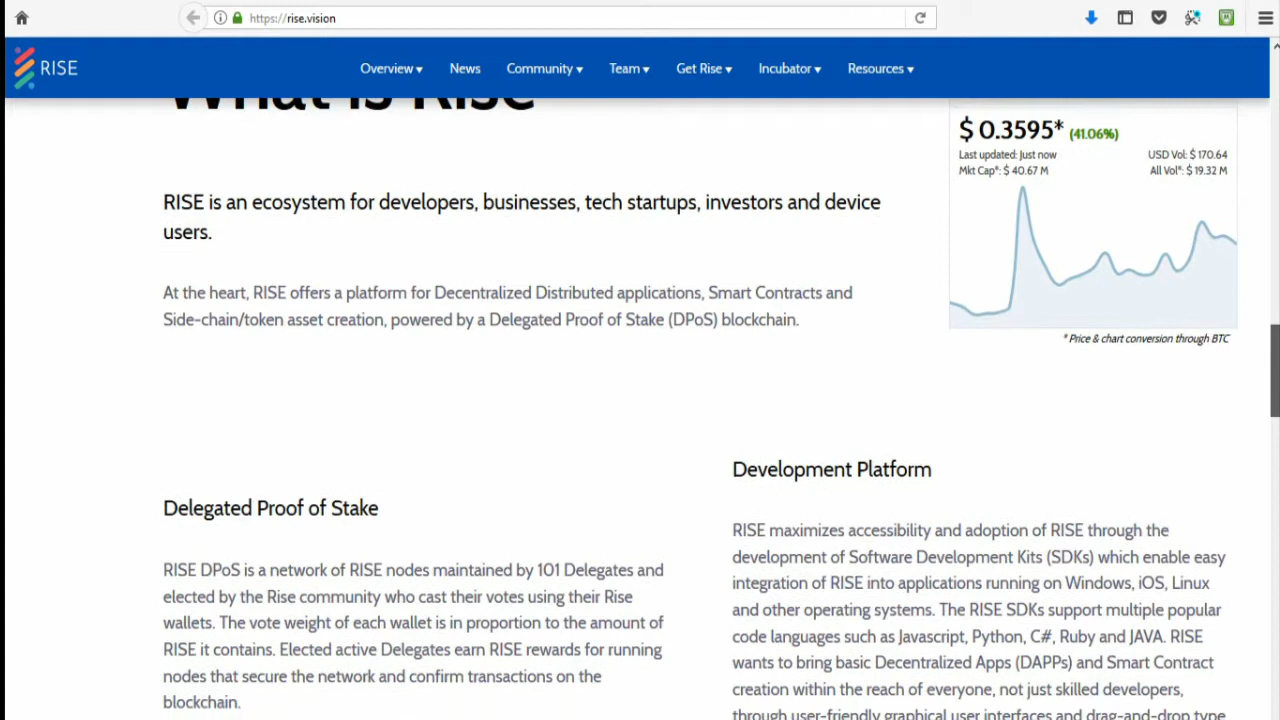 https://rise.vision
RISE
Overview
News
Community
Team
Get Rise
Incubator
Resources
What is Rise
$ 0.3595* (41.06%)
Last updated: Just now
USD Vol: $ 170.64
Mkt Cap*: $ 40.67 M
All Vol*: $ 19.32 M
* Price & chart conversion through BTC
RISE is an ecosystem for developers, businesses, tech startups, investors and device
users.
At the heart, RISE offers a platform for Decentralized Distributed applications, Smart Contracts and
Side-chain/token asset creation, powered by a Delegated Proof of Stake (DPoS) blockchain.
Delegated Proof of Stake
RISE DPoS is a network of RISE nodes maintained by 101 Delegates and
elected by the Rise community who cast their votes using their Rise
wallets. The vote weight of each wallet is in proportion to the amount of
RISE it contains. Elected active Delegates earn RISE rewards for running
nodes that secure the network and confirm transactions on the
blockchain.
Development Platform
RISE maximizes accessibility and adoption of RISE through the
development of Software Development Kits (SDKs) which enable easy
integration of RISE into applications running on Windows, iOS, Linux
and other operating systems. The RISE SDKs support multiple popular
code languages such as Javascript, Python, C#, Ruby and JAVA. RISE
wants to bring basic Decentralized Apps (DAPPs) and Smart Contract
creation within the reach of everyone, not just skilled developers,
through user-friendly graphical user interfaces and drag-and-drop type